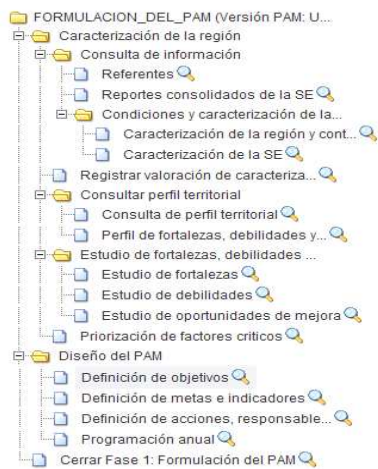 FORMULACION_DEL_PAM (Versión PAM: U...
Caracterización de la región
Consulta de información
Referentes
Reportes consolidados de la SE
Condiciones y caracterización de la...
Caracterización de la región y cont...
Caracterización de la SE
Registrar valoración de caracteriza...
Consultar perfil territorial
Consulta de perfil territorial
Perfil de fortalezas, debilidades y...
Estudio de fortalezas, debilidades ...
Estudio de fortalezas
Estudio de debilidades
Estudio de oportunidades de mejora
Priorización de factores criticos
Diseño del PAM
Definición de objetivos
Definición de metas e indicadores
Definición de acciones, responsable...
Programación anual
Cerrar Fase 1: Formulación del PAM